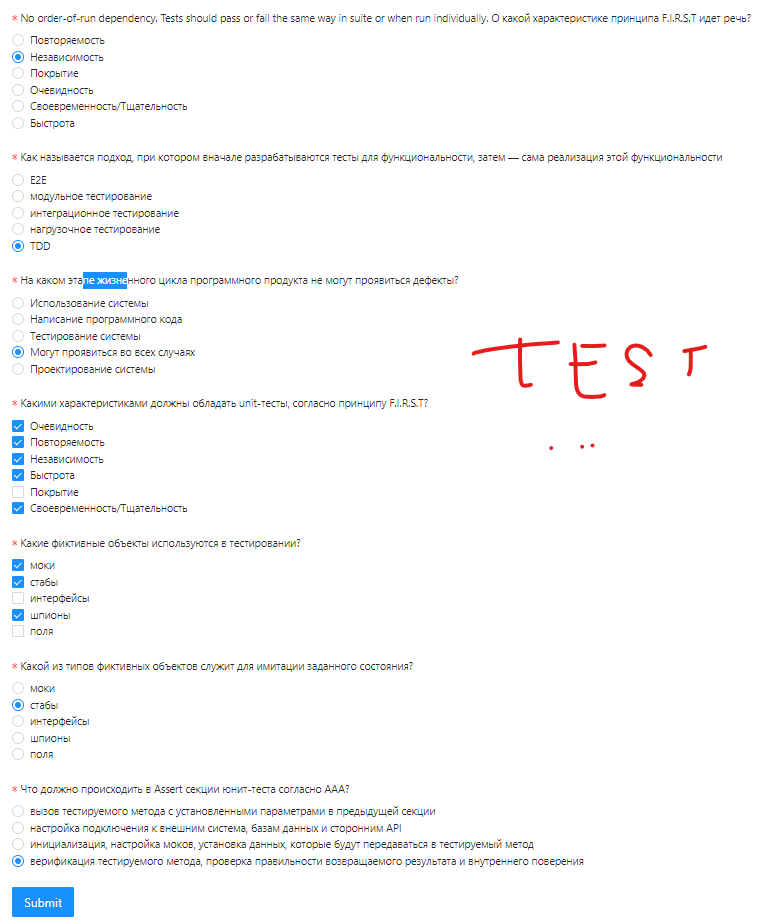 * No order-of-run dependency. Tests should pass or fail the same way in suite or when run individually. О какой характеристике принципа F.I.R.S.T идет речь?
Повторяемость
Независимость
Покрытие
Очевидность
Своевременность/Тщательность
Быстрота
* Как называется подход, при котором вначале разрабатываются тесты для функциональности, затем — сама реализация этой функциональности
E2E
модульное тестирование
интеграционное тестирование
нагрузочное тестирование
TDD
* На каком этапе жизненного цикла программного продукта не могут проявиться дефекты?
Использование системы
Написание программного кода
Тестирование системы
Могут проявиться во всех случаях
Проектирование системы
TEST
. ..
* Какими характеристиками должны обладать unit-тесты, согласно принципу F.I.R.S.T?
Очевидность
Повторяемость
Независимость
Быстрота
Покрытие
Своевременность/Тщательность
* Какие фиктивные объекты используются в тестировании?
моки
стабы
интерфейсы
шпионы
поля
* Какой из типов фиктивных объектов служит для имитации заданного состояния?
моки
стабы
интерфейсы
шпионы
поля
* Что должно происходить в Assert секции юнит-теста согласно AAA?
вызов тестируемого метода с установленными параметрами в предыдущей секции
настройка подключения к внешним система, базам данных и сторонним API
инициализация, настройка моков, установка данных, которые будут передаваться в тестируемый метод
верификация тестируемого метода, проверка правильности возвращаемого результата и внутреннего поверения
Submit